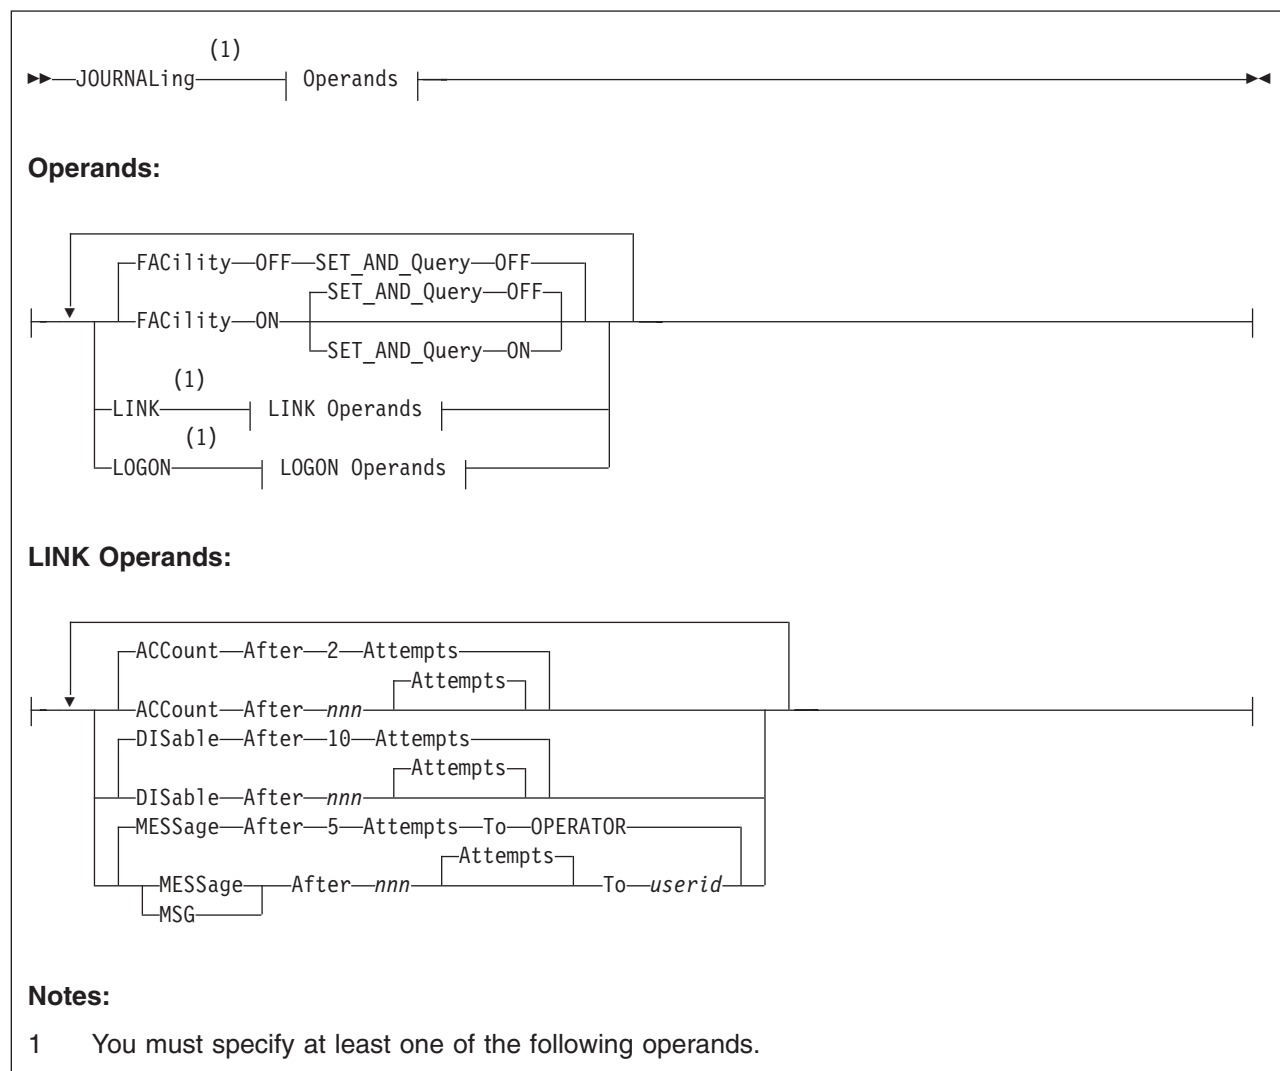 (1)
JOURNALing Operands
Operands:
FACility OFF SET_AND_Query OFF
SET_AND_Query OFF
FACility ON
SET_AND_Query ON
(1)
LINK LINK Operands
(1)
LOGON LOGON Operands
LINK Operands:
ACCount After 2 Attempts
Attempts
ACCount After nnn
DISable After 10 Attempts
Attempts
DISable After nnn
MESSage After 5 Attempts To OPERATOR
Attempts
MESSage After nnn To userid
MSG
Notes:
1 You must specify at least one of the following operands.